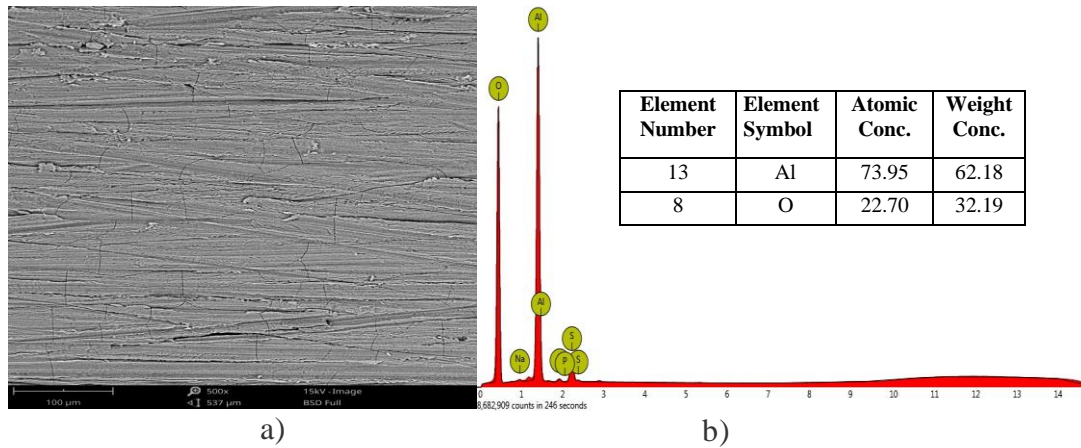 Al
O
Al
S
Na
P
S
Element Number Element Symbol Atomic Conc. Weight Conc.
13 Al 73.95 62.18
8 O 22.70 32.19
0 1 2 3 4 5 6 7 8 9 10 11 12 13 14
8,682,909 counts in 246 seconds
100 µm 500x 15kV - Image
537 µm BSD Full
a) b)